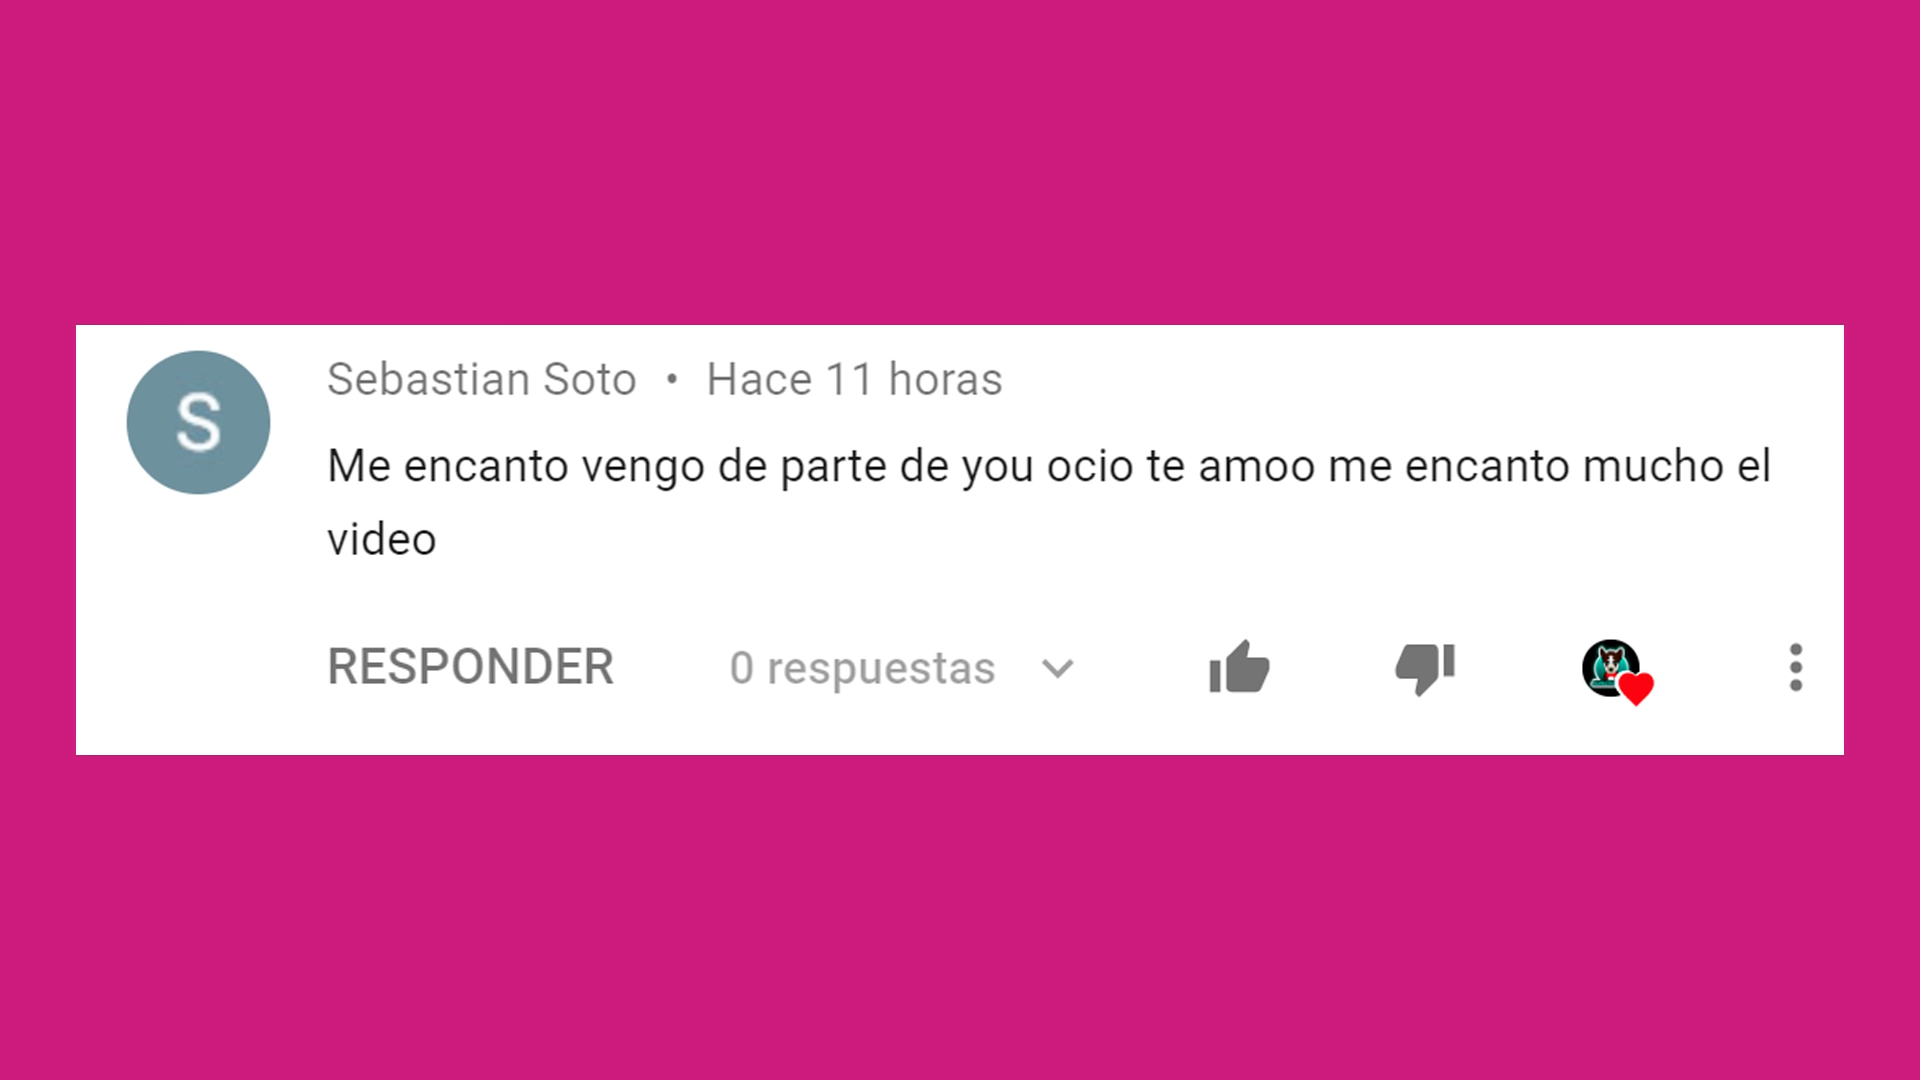 S
Sebastian Soto • Hace 11 horas
Me encanto vengo de parte de you ocio te amoo me encanto mucho el
video
RESPONDER 0 respuestas